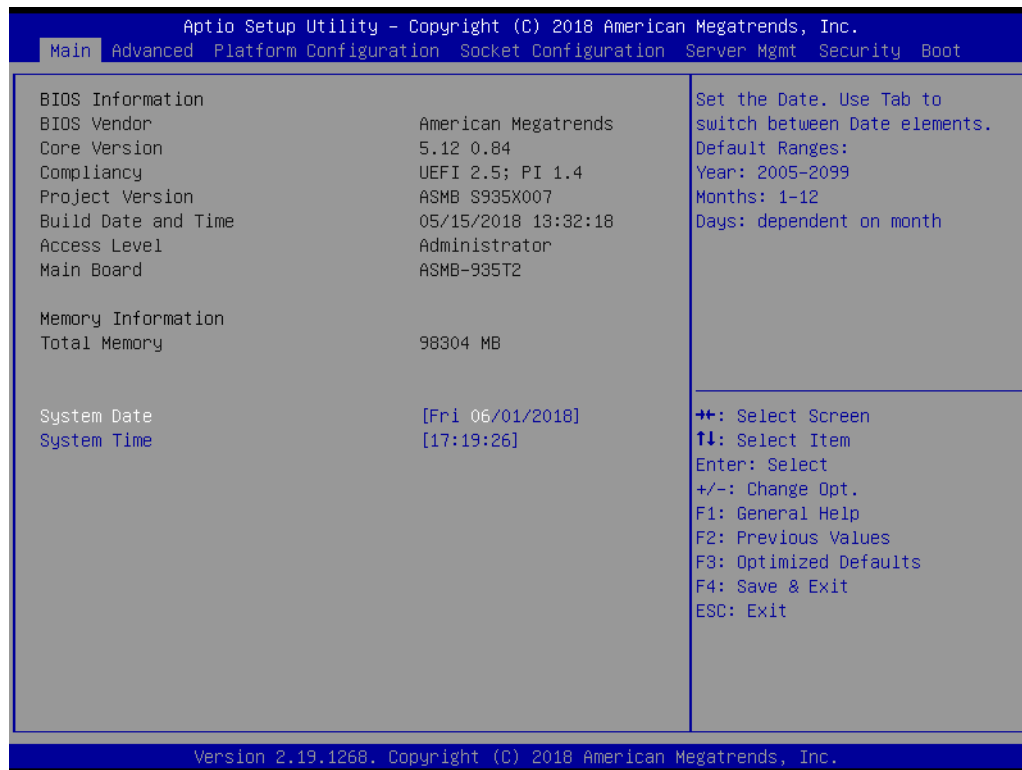 Aptio Setup Utility – Copyright (C) 2018 American Megatrends, Inc.
Main Advanced Platform Configuration Socket Configuration Server Mgmt Security Boot
BIOS Information
BIOS Vendor American Megatrends
Core Version 5.12 0.84
Compliancy UEFI 2.5; PI 1.4
Project Version ASMB S935X007
Build Date and Time 05/15/2018 13:32:18
Access Level Administrator
Main Board ASMB-935T2
Memory Information
Total Memory 98304 MB
System Date [Fri 06/01/2018]
System Time [17:19:26]
Set the Date. Use Tab to
switch between Date elements.
Default Ranges:
Year: 2005-2099
Months: 1-12
Days: dependent on month
→←: Select Screen
↑↓: Select Item
Enter: Select
+/-: Change Opt.
F1: General Help
F2: Previous Values
F3: Optimized Defaults
F4: Save & Exit
ESC: Exit
Version 2.19.1268. Copyright (C) 2018 American Megatrends, Inc.